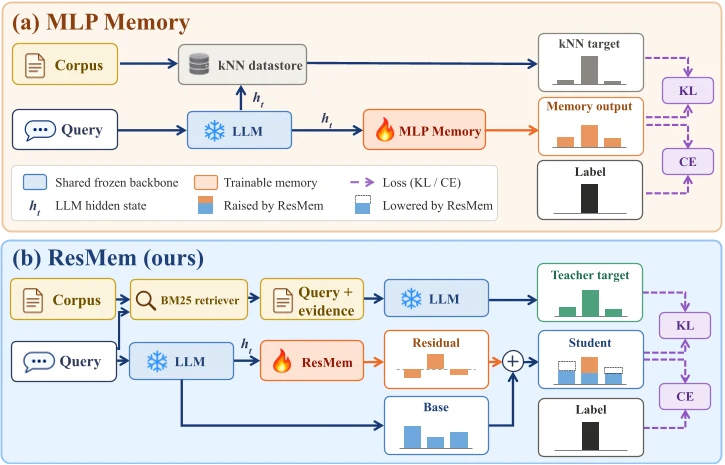 (a) MLP Memory
Corpus
kNN datastore
kNN target
h_t
KL
Query
LLM
h_t
MLP Memory
Memory output
CE
Label
Shared frozen backbone
Trainable memory
Loss (KL / CE)
h_t LLM hidden state
Raised by ResMem
Lowered by ResMem
(b) ResMem (ours)
Corpus
BM25 retriever
Query +
evidence
LLM
Teacher target
KL
Query
LLM
h_t
ResMem
Residual
+
Student
Base
CE
Label